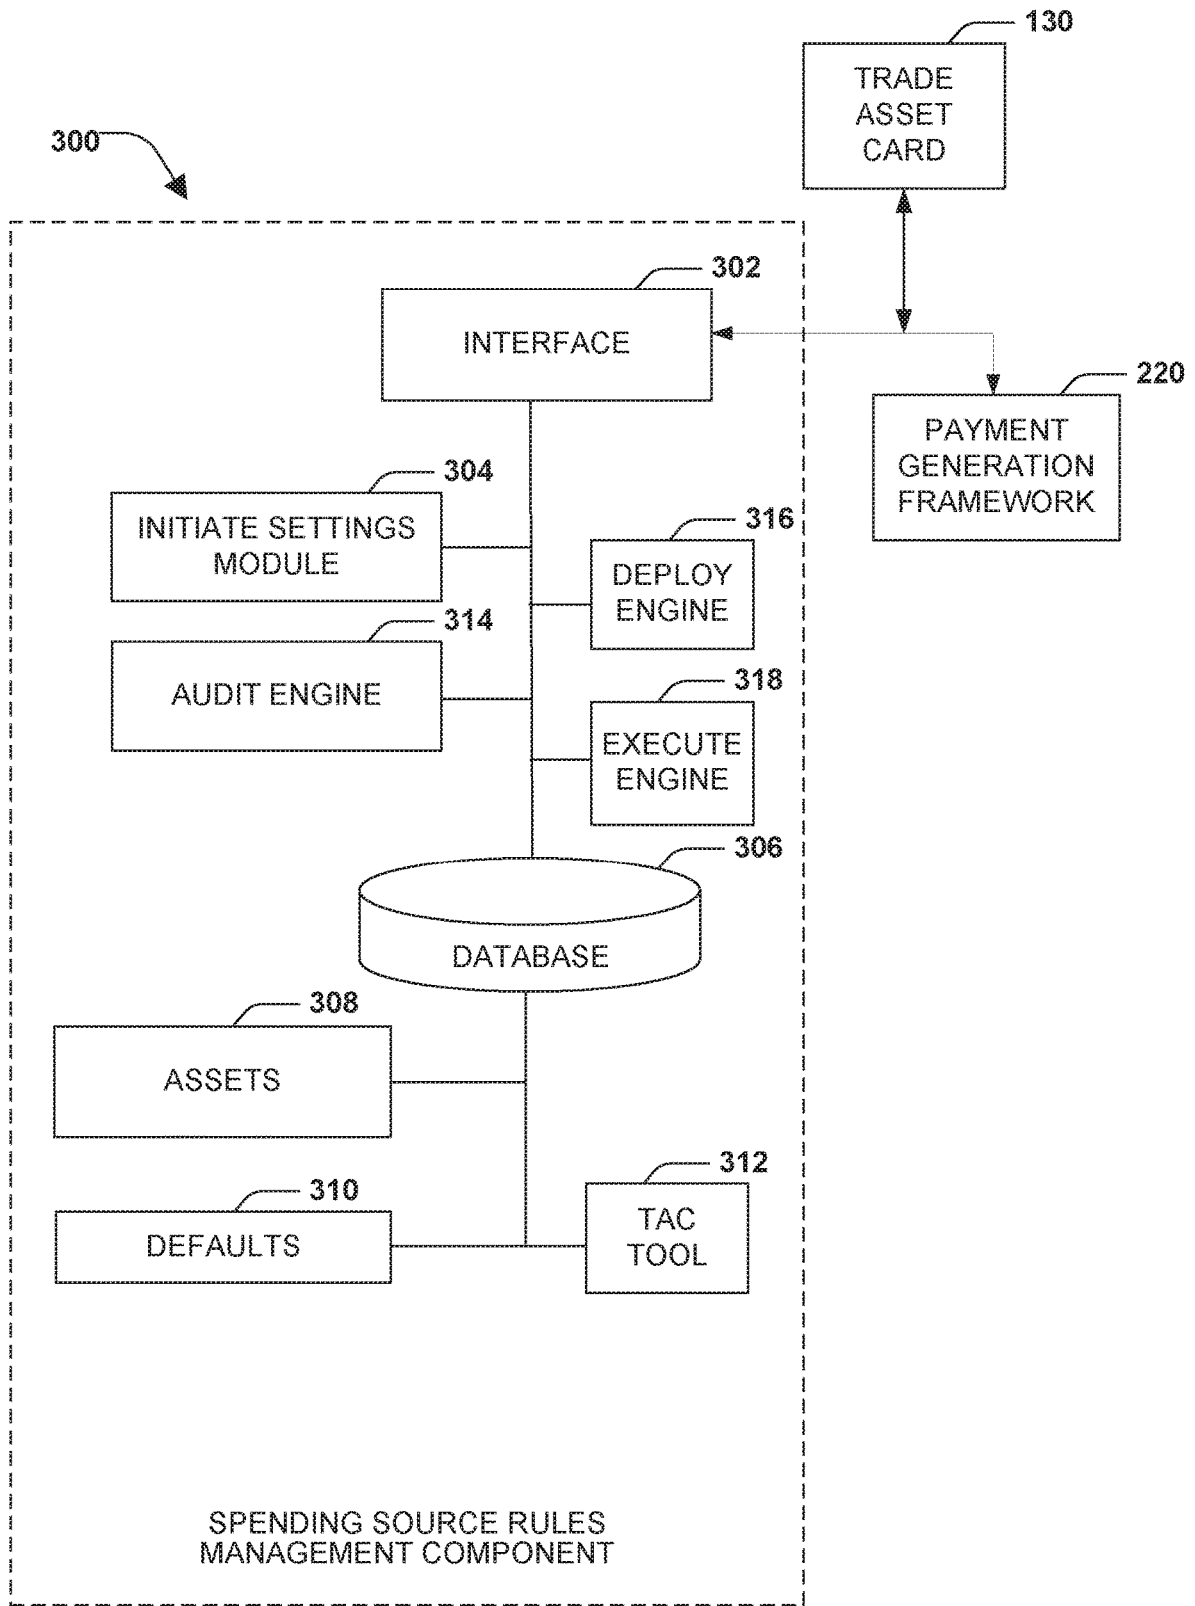 130
TRADE
ASSET
CARD
300
302
INTERFACE
220
PAYMENT
GENERATION
FRAMEWORK
304
INITIATE SETTINGS
MODULE
316
DEPLOY
ENGINE
314
AUDIT ENGINE
318
EXECUTE
ENGINE
306
DATABASE
308
ASSETS
310
DEFAULTS
312
TAC
TOOL
SPENDING SOURCE RULES
MANAGEMENT COMPONENT